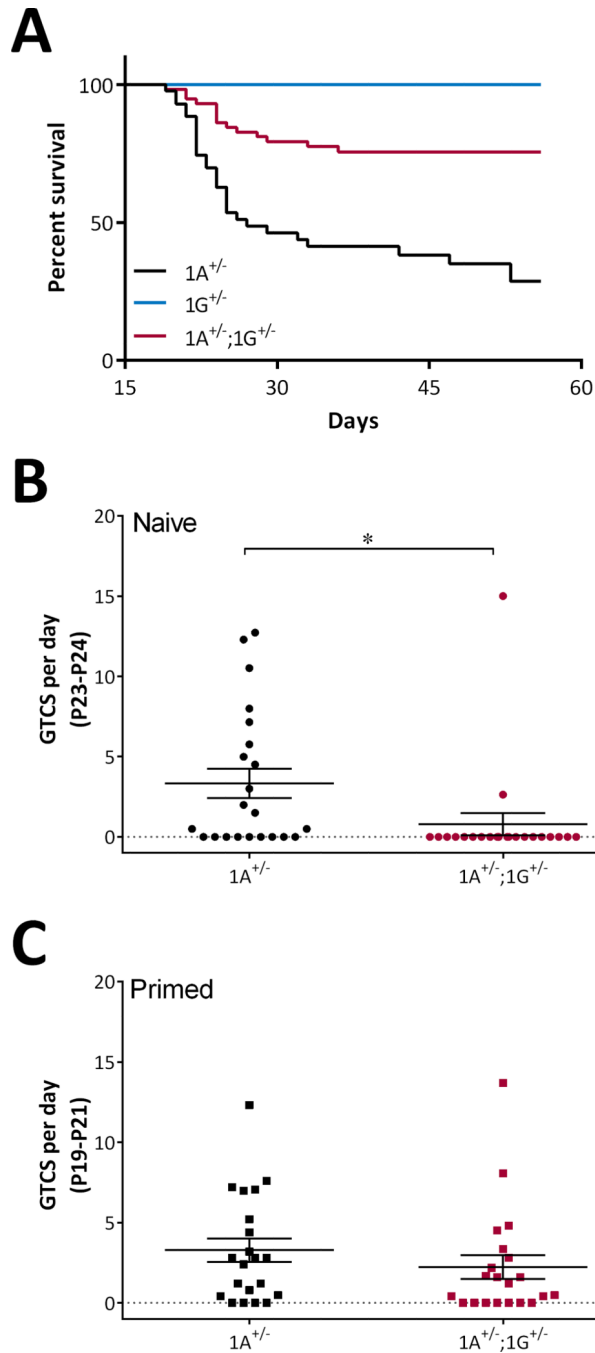 A
100
50
0
Percent survival
1A+/-
1G+/-
1A+/-;1G+/-
15
30
45
60
Days
B
Naive
*
20
15
10
5
0
GTCS per day
(P23-P24)
1A+/-
1A+/-;1G+/-
C
Primed
20
15
10
5
0
GTCS per day
(P19-P21)
1A+/-
1A+/-;1G+/-